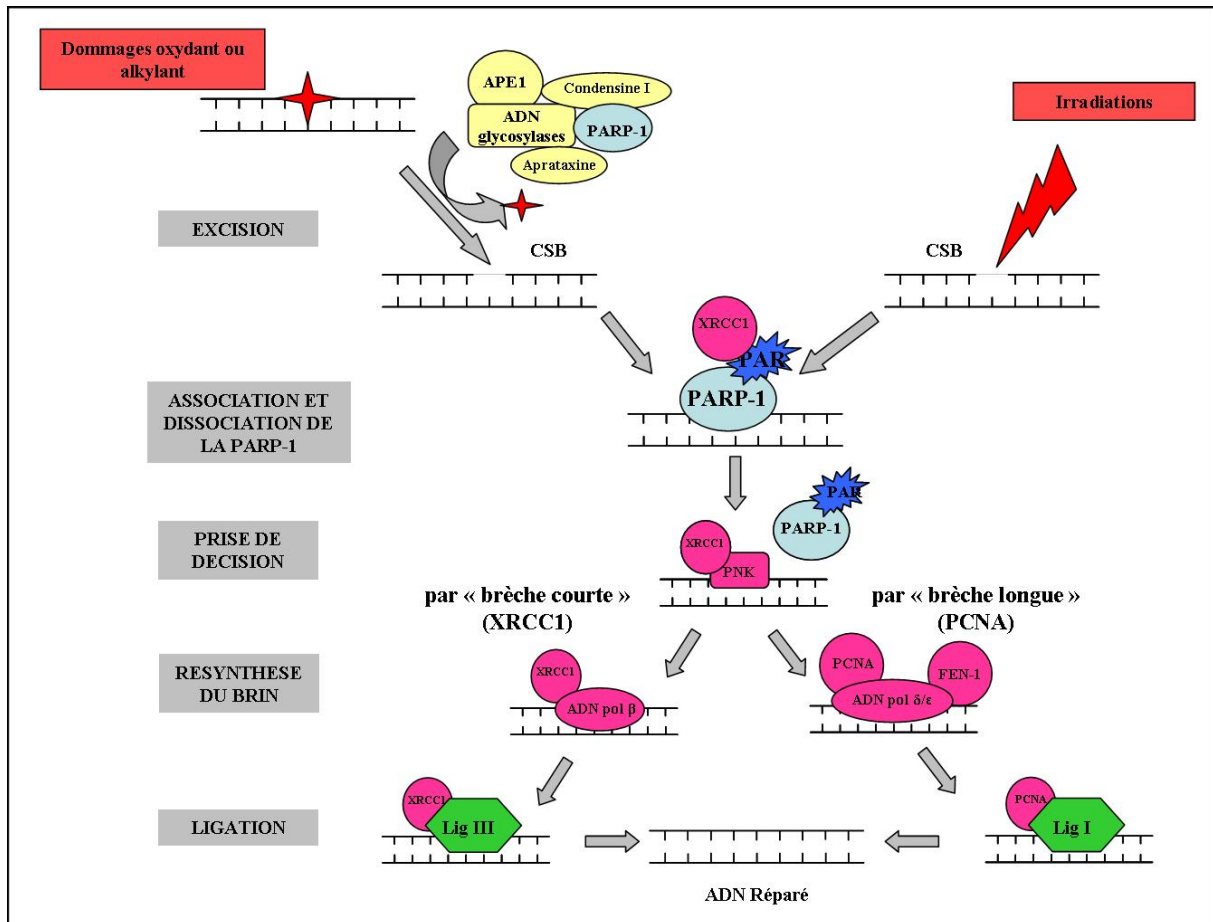 Dommages oxydant ou
alkylant
APE1
Condensine I
ADN
glycosylases
PARP-1
Aprataxine
Irradiations
EXCISION
CSB
CSB
XRCC1
PAR
PARP-1
ASSOCIATION ET
DISSOCIATION DE
LA PARP-1
PAR
PARP-1
PRISE DE
DECISION
XRCC1
PNK
par « brèche courte »
(XRCC1)
par « brèche longue »
(PCNA)
RESYNTHESE
DU BRIN
XRCC1
ADN pol β
PCNA
FEN-1
ADN pol δ/ε
LIGATION
XRCC1
Lig III
PCNA
Lig I
ADN Réparé